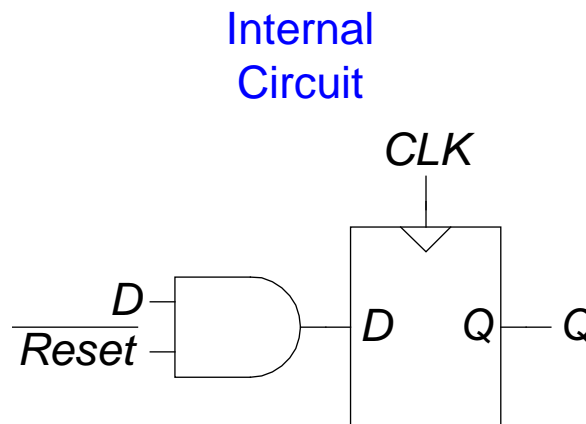 Internal
Circuit
CLK
D
Reset
D Q Q